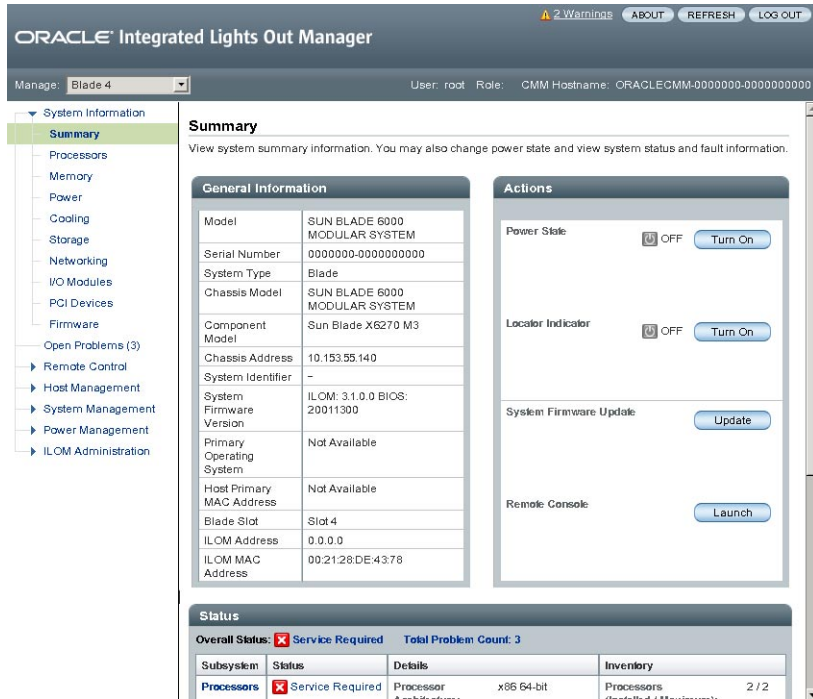 2 Warnings ABOUT REFRESH LOG OUT
ORACLE® Integrated Lights Out Manager
Manage: Blade 4 User: root Role: CMM Hostname: ORACLECMM-0000000-0000000000
System Information
Summary
Processors
Memory
Power
Cooling
Storage
Networking
I/O Modules
PCI Devices
Firmware
Open Problems (3)
Remote Control
Host Management
System Management
Power Management
ILOM Administration
Summary
View system summary information. You may also change power state and view system status and fault information.
General Information
Model SUN BLADE 6000
MODULAR SYSTEM
Serial Number 0000000-0000000000
System Type Blade
Chassis Model SUN BLADE 6000
MODULAR SYSTEM
Component Sun Blade X6270 M3
Model
Chassis Address 10.153.55.140
System Identifier -
System ILOM: 3.1.0.0 BIOS:
Firmware 20011300
Version
Primary Not Available
Operating
System
Host Primary Not Available
MAC Address
Blade Slot Slot 4
ILOM Address 0.0.0.0
ILOM MAC 00:21:28:DE:43:78
Address
Actions
Power State OFF Turn On
Locator Indicator OFF Turn On
System Firmware Update Update
Remote Console Launch
Status
Overall Status: Service Required Total Problem Count: 3
Subsystem Status Details Inventory
Processors Service Required Processor x86 64-bit Processors 2 / 2